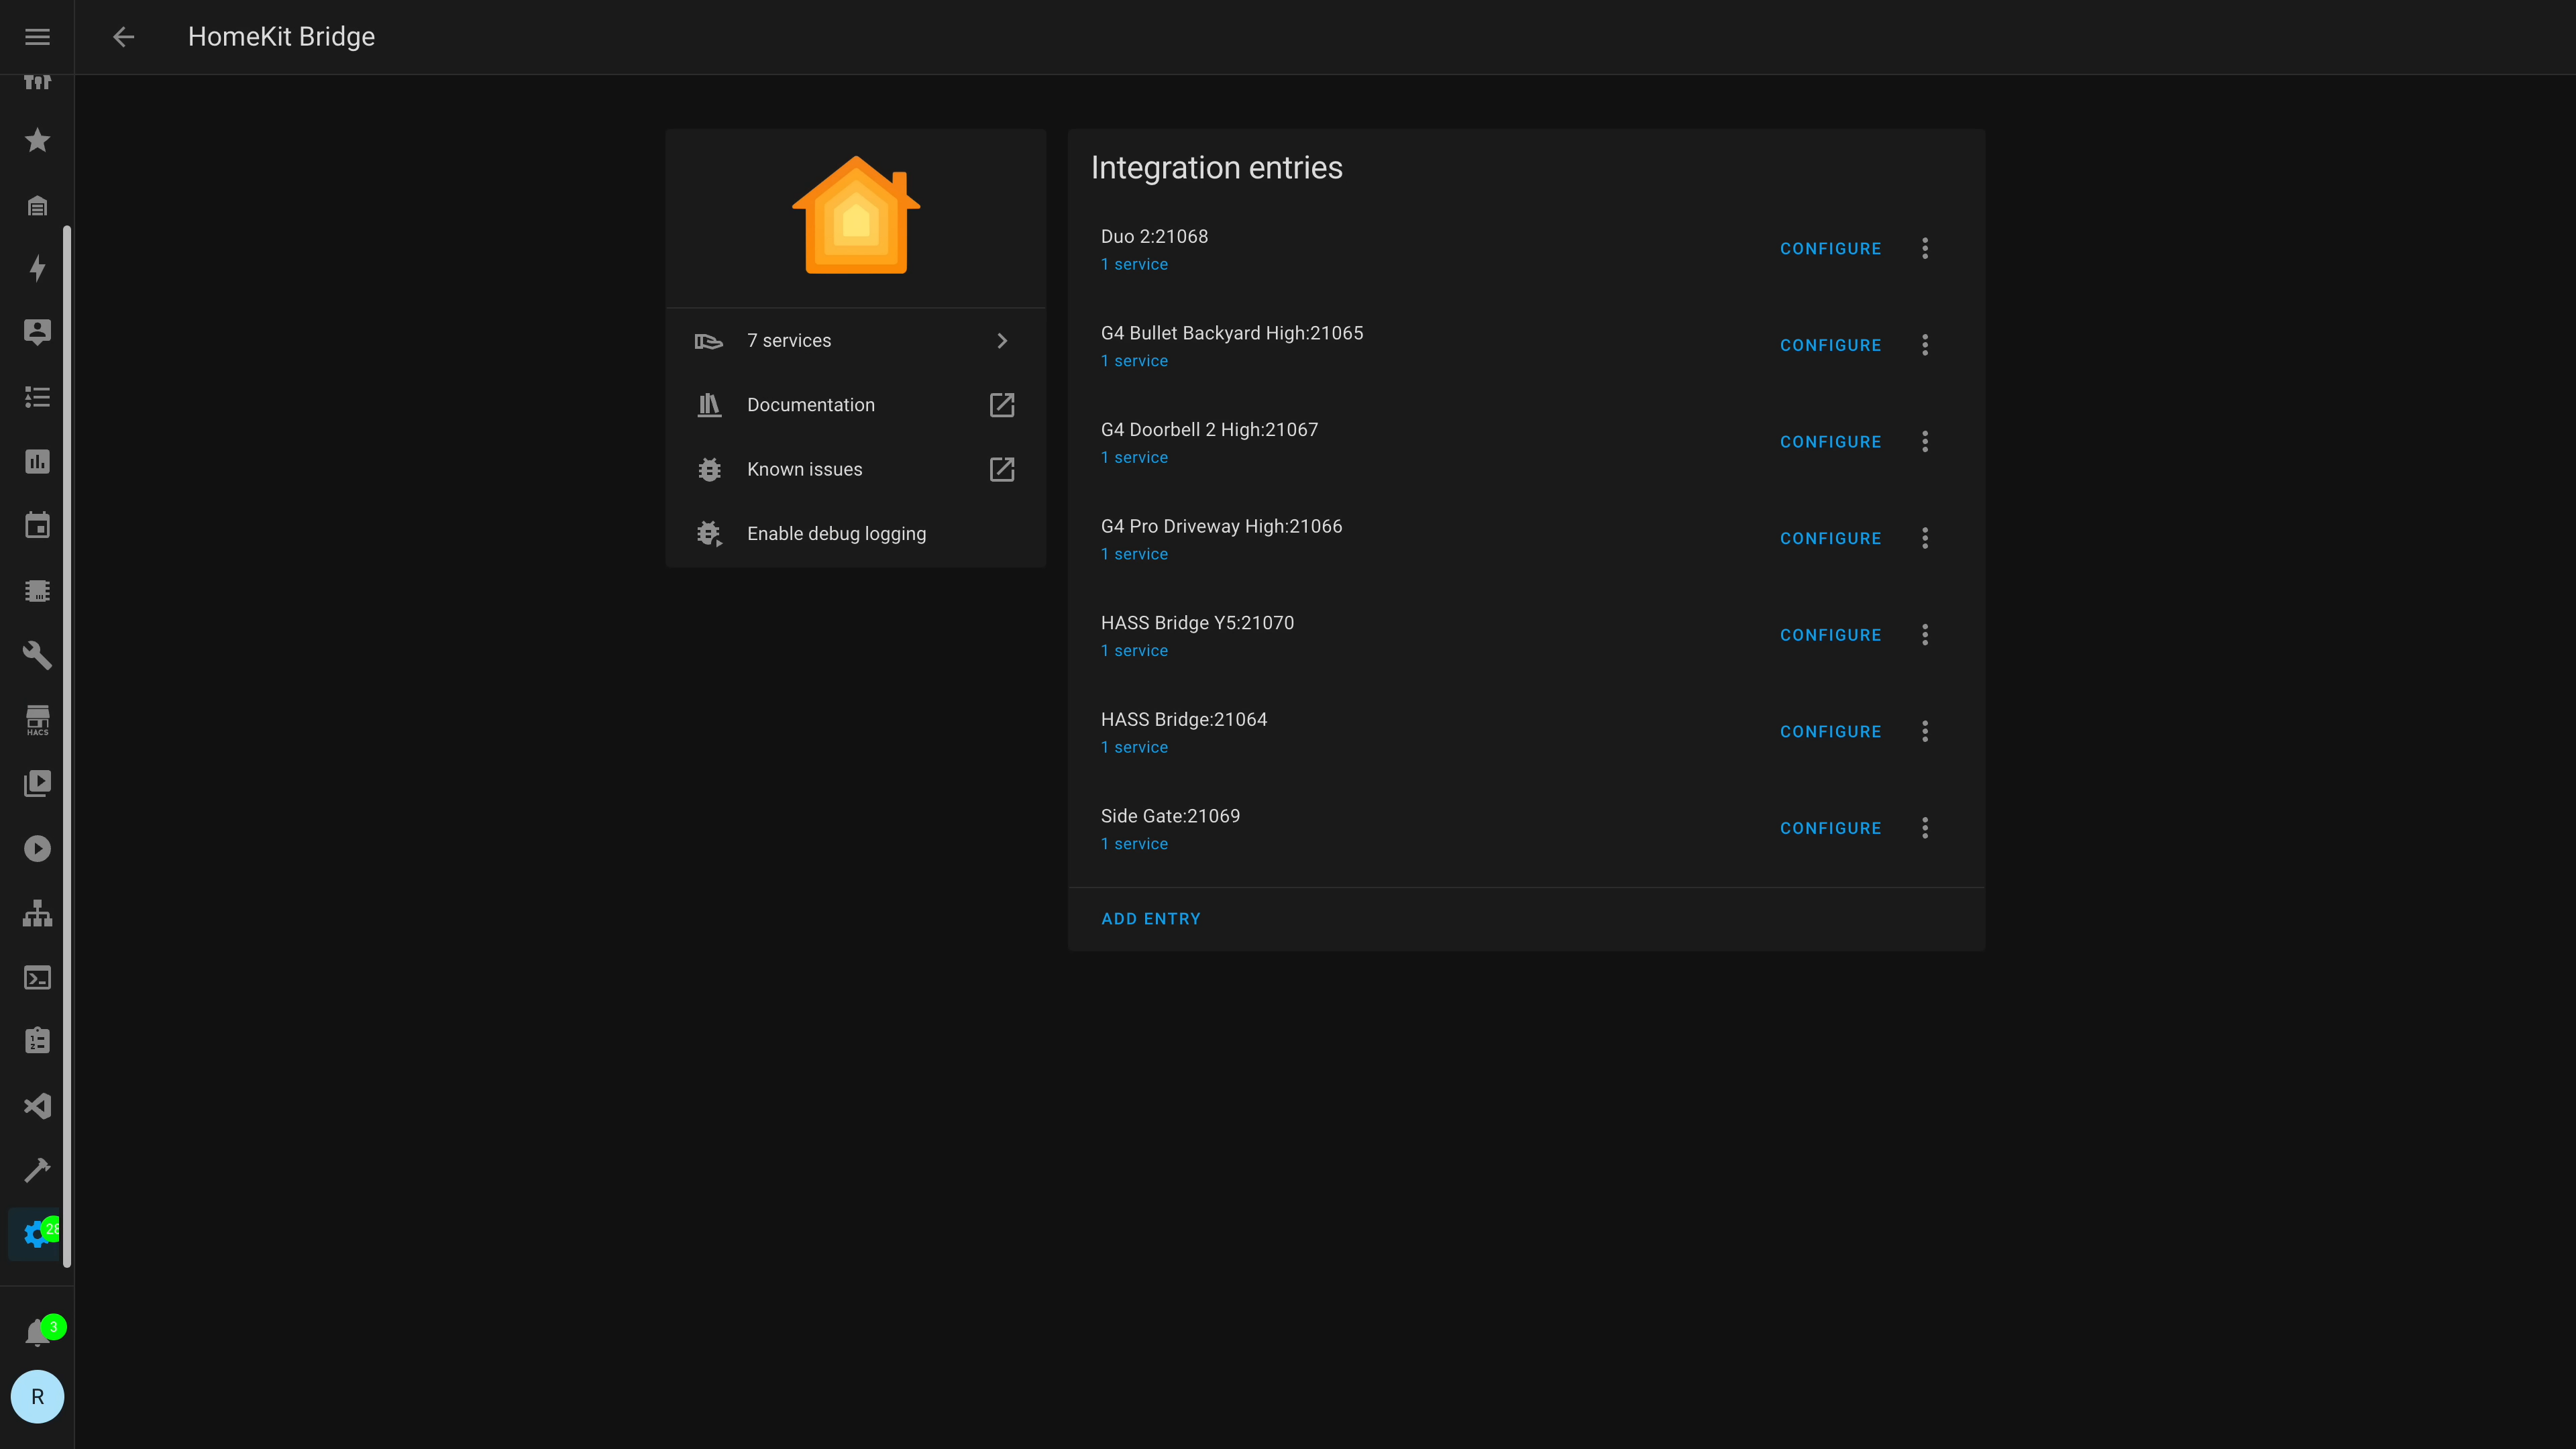 HomeKit Bridge
Integration entries
Duo 2:21068
1 service
CONFIGURE
G4 Bullet Backyard High:21065
1 service
CONFIGURE
G4 Doorbell 2 High:21067
1 service
CONFIGURE
G4 Pro Driveway High:21066
1 service
CONFIGURE
HASS Bridge Y5:21070
1 service
CONFIGURE
HASS Bridge:21064
1 service
CONFIGURE
Side Gate:21069
1 service
CONFIGURE
ADD ENTRY
7 services
Documentation
Known issues
Enable debug logging
HACS
3
R